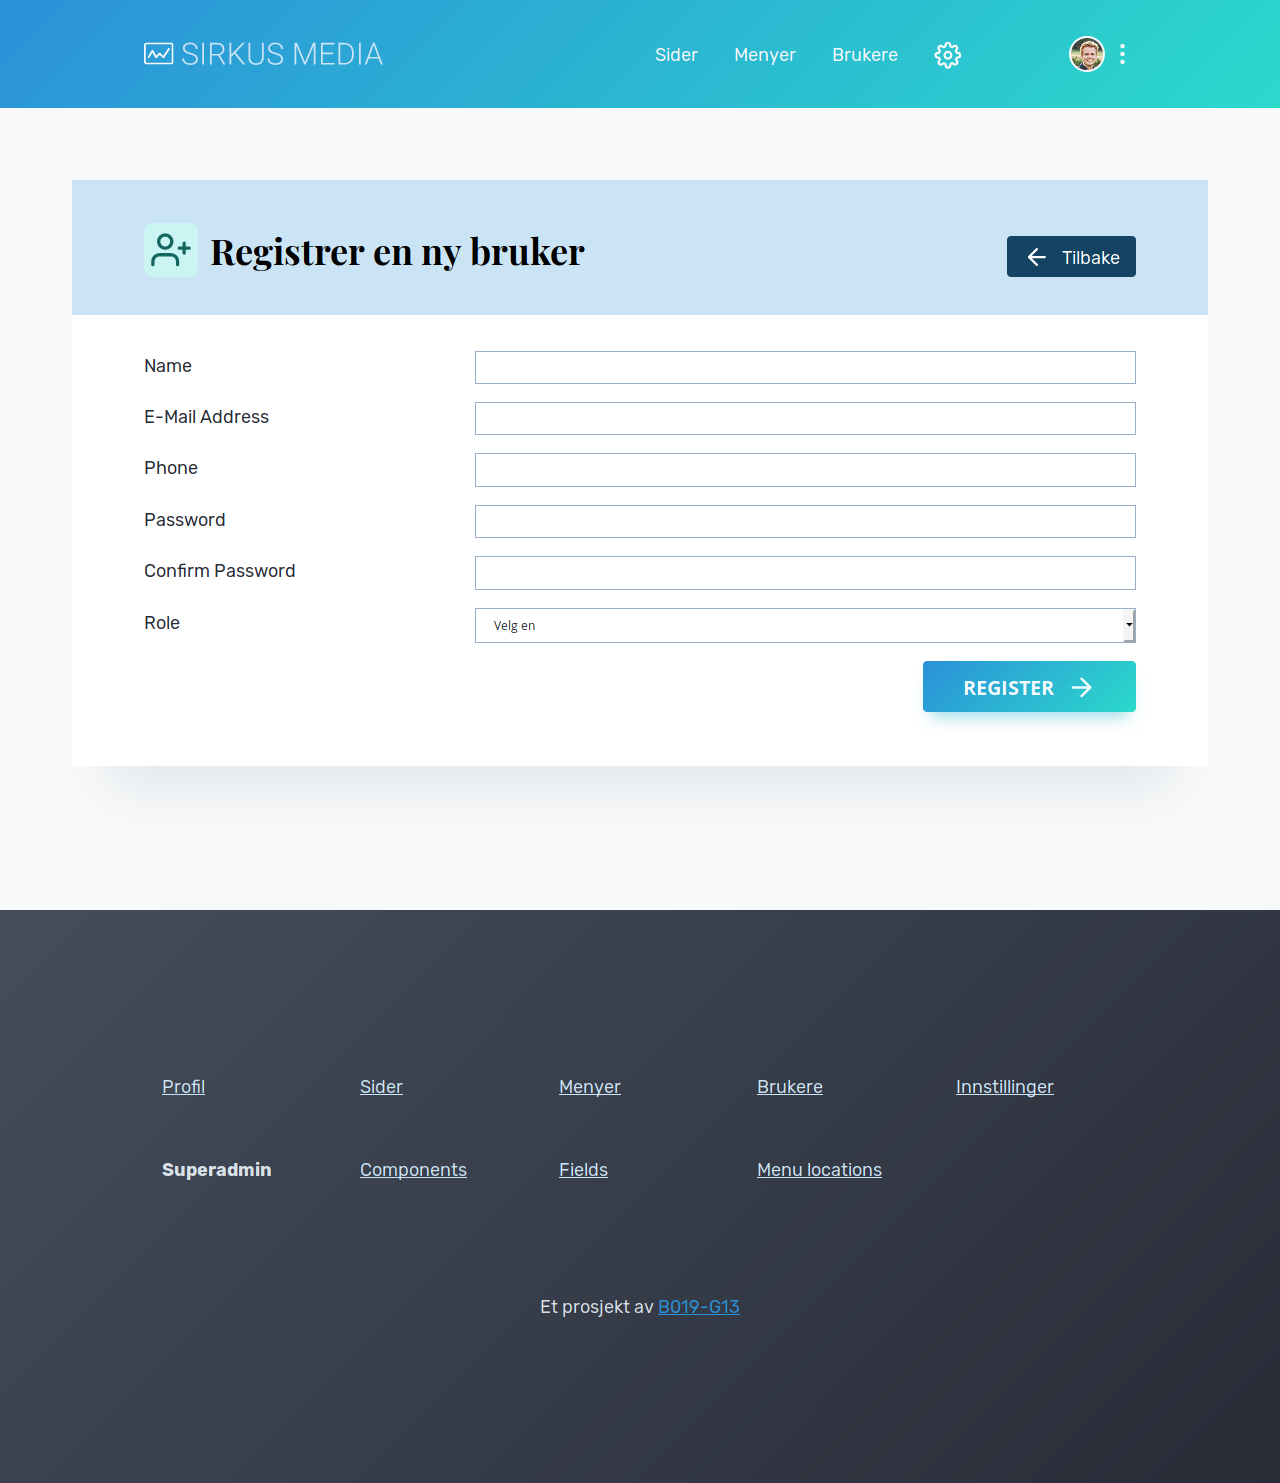 SIRKUS MEDIA
Sider
Menyer
Brukere
Registrer en ny bruker
Tilbake
Name
E-Mail Address
Phone
Password
Confirm Password
Role
Velg en
REGISTER
Profil
Sider
Menyer
Brukere
Innstillinger
Superadmin
Components
Fields
Menu locations
Et prosjekt av BO19-G13